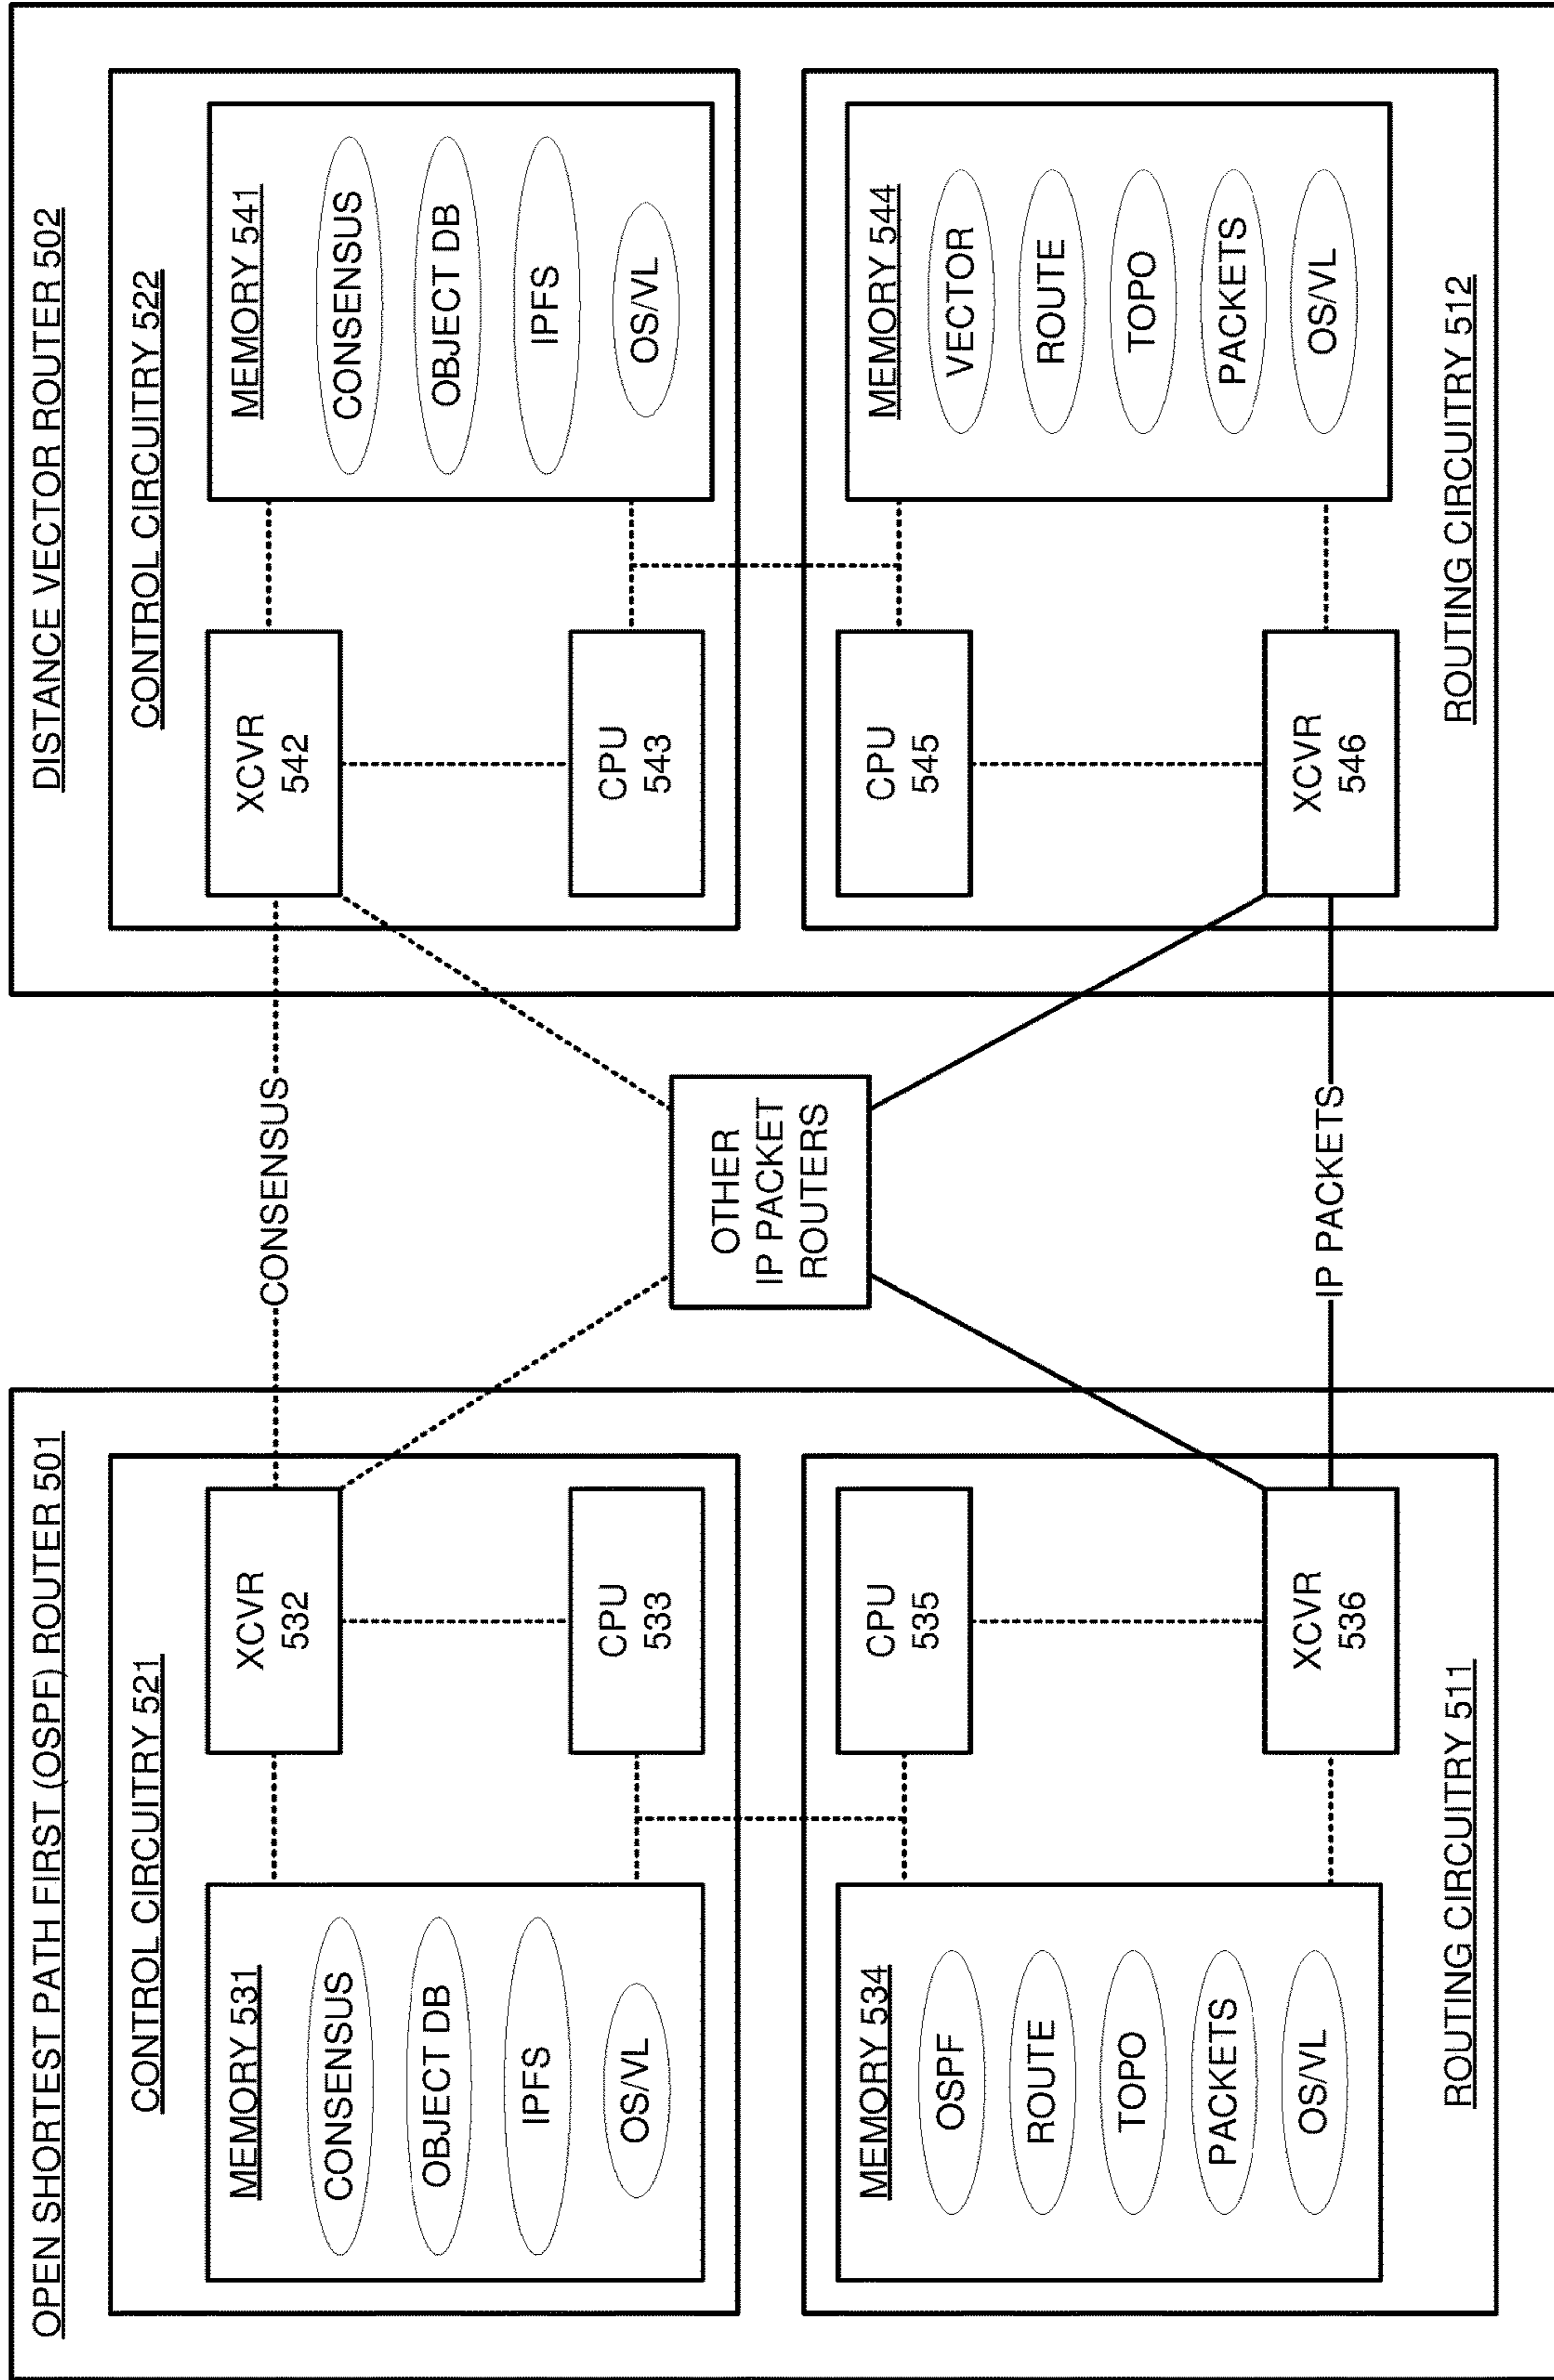 OPEN SHORTEST PATH FIRST (OSPF) ROUTER 501
CONTROL CIRCUITRY 521
MEMORY 531
CONSENSUS
OBJECT DB
IPFS
OS/VL
XCVR
532
CPU
533
MEMORY 534
OSPF
ROUTE
TOPO
PACKETS
OS/VL
CPU
535
XCVR
536
ROUTING CIRCUITRY 511
CONSENSUS
OTHER
IP PACKET
ROUTERS
IP PACKETS
DISTANCE VECTOR ROUTER 502
CONTROL CIRCUITRY 522
XCVR
542
CPU
543
MEMORY 541
CONSENSUS
OBJECT DB
IPFS
OS/VL
CPU
545
XCVR
546
MEMORY 544
VECTOR
ROUTE
TOPO
PACKETS
OS/VL
ROUTING CIRCUITRY 512